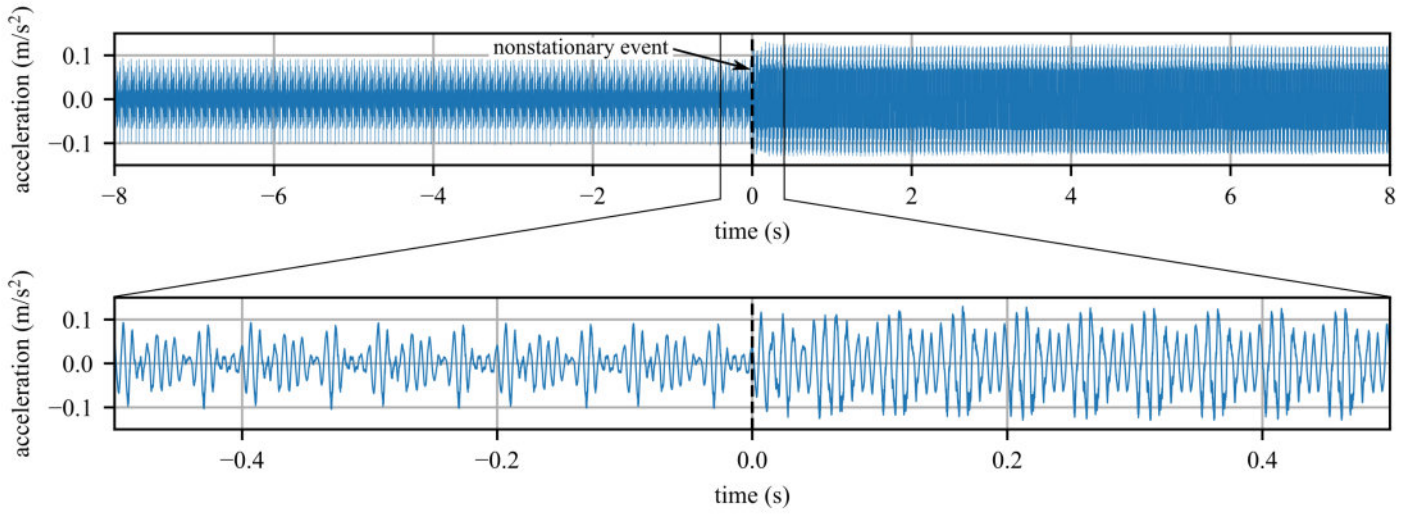 acceleration (m/s²)
nonstationary event
0.1
0.0
−0.1
−8 −6 −4 −2 0 2 4 6 8
time (s)
acceleration (m/s²)
0.1
0.0
−0.1
−0.4 −0.2 0.0 0.2 0.4
time (s)